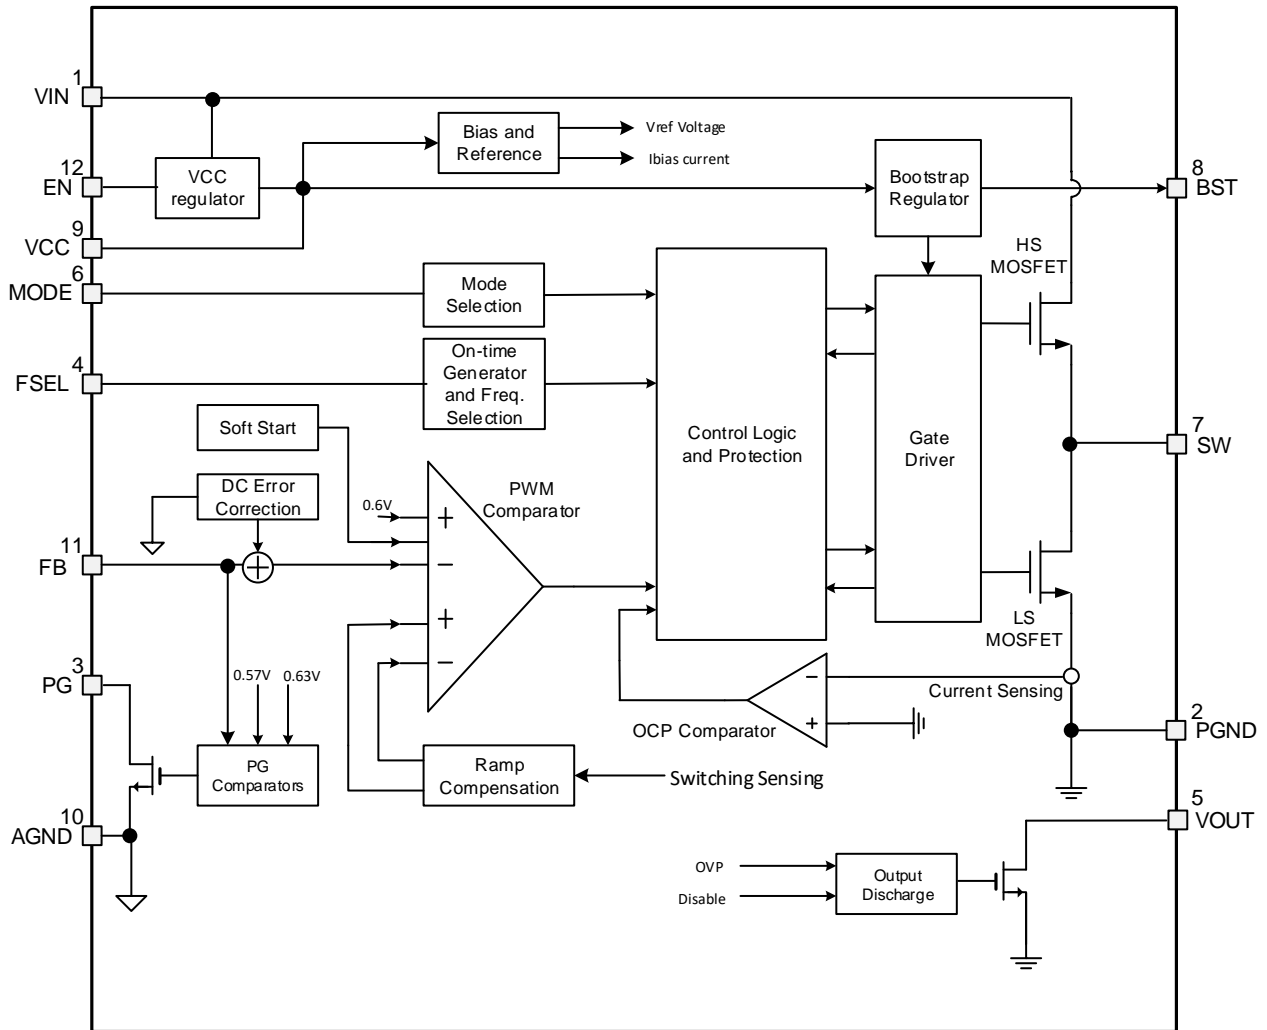 1
VIN
12
EN
9
VCC
6
MODE
4
FSEL
11
FB
3
PG
10
AGND
VCC
regulator
Bias and
Reference
Vref Voltage
Ibias current
Bootstrap
Regulator
8
BST
HS
MOSFET
Mode
Selection
On-time
Generator
and Freq.
Selection
Soft Start
DC Error
Correction
0.6V
+
−
+
−
PWM
Comparator
Control Logic
and Protection
Gate
Driver
7
SW
LS
MOSFET
0.57V
0.63V
PG
Comparators
Ramp
Compensation
Switching Sensing
−
+
OCP Comparator
Current Sensing
2
PGND
5
VOUT
OVP
Disable
Output
Discharge